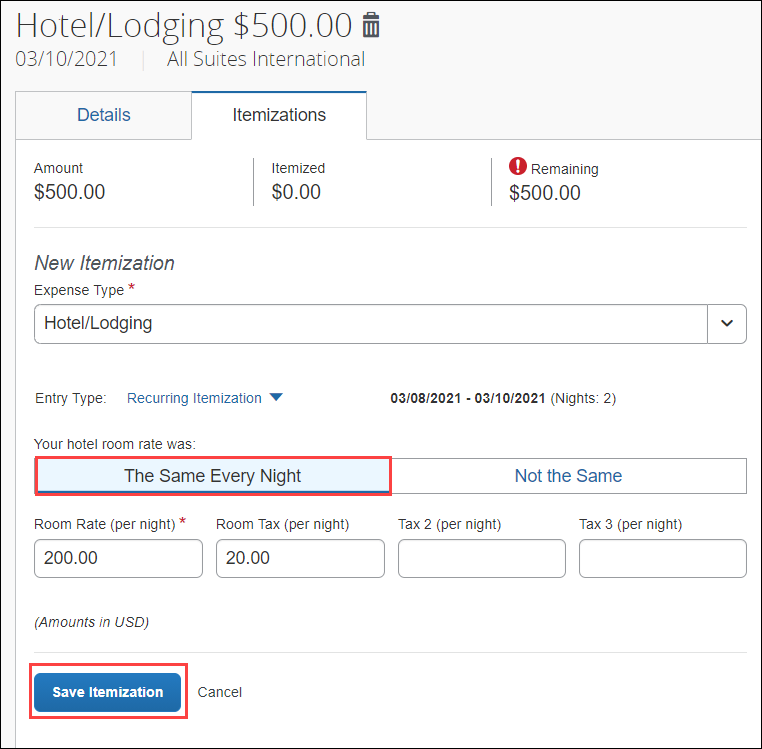 Hotel/Lodging $500.00
03/10/2021 All Suites International
Details Itemizations
Amount Itemized Remaining
$500.00 $0.00 $500.00
New Itemization
Expense Type *
Hotel/Lodging
Entry Type: Recurring Itemization 03/08/2021 - 03/10/2021 (Nights: 2)
Your hotel room rate was:
The Same Every Night Not the Same
Room Rate (per night) * Room Tax (per night) Tax 2 (per night) Tax 3 (per night)
200.00 20.00
(Amounts in USD)
Save Itemization Cancel